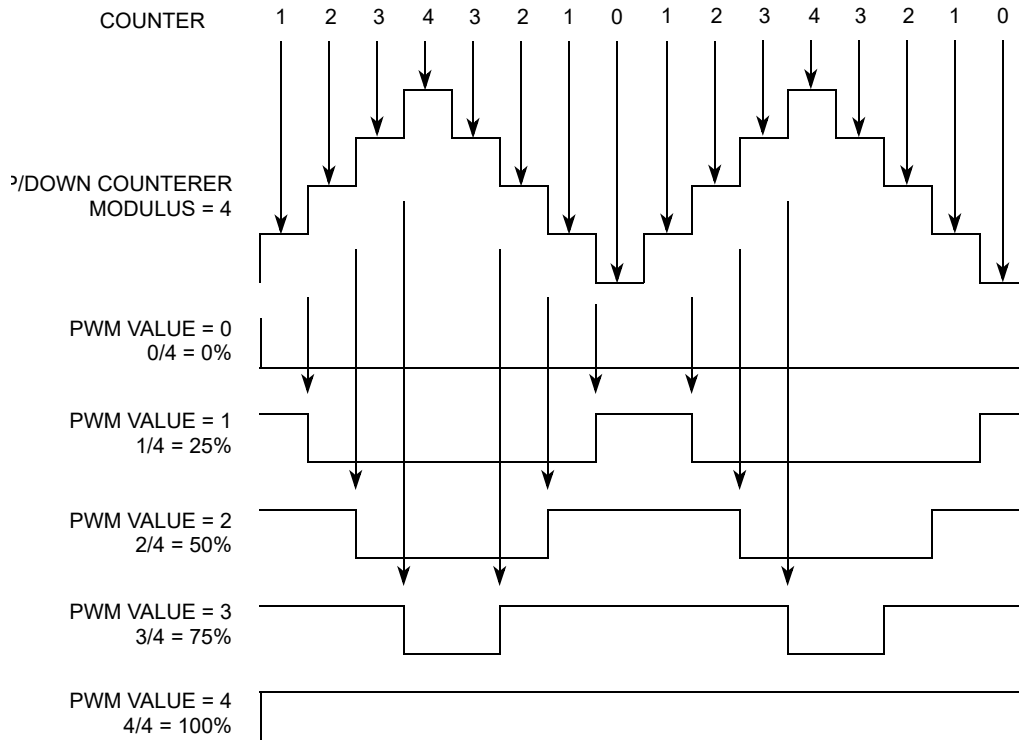 COUNTER 1 2 3 4 3 2 1 0 1 2 3 4 3 2 1 0
P/DOWN COUNTERER
MODULUS = 4
PWM VALUE = 0
0/4 = 0%
PWM VALUE = 1
1/4 = 25%
PWM VALUE = 2
2/4 = 50%
PWM VALUE = 3
3/4 = 75%
PWM VALUE = 4
4/4 = 100%